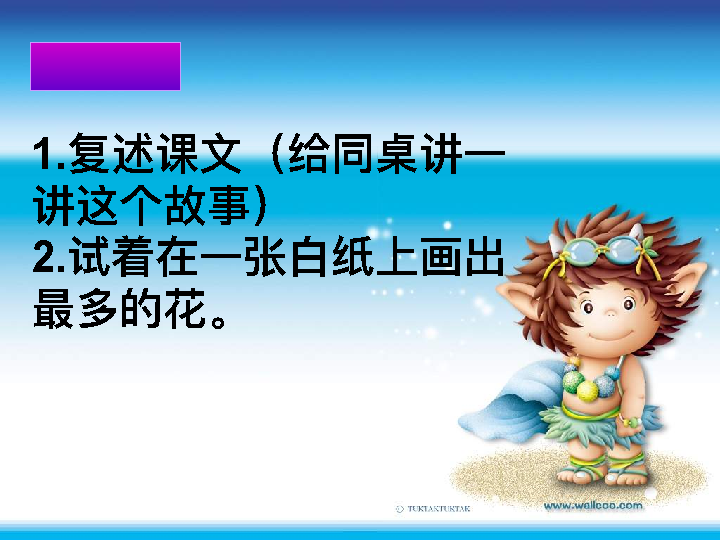 1.复述课文（给同桌讲一
讲这个故事）
2.试着在一张白纸上画出
最多的花。
© TUKTAKTUKTAK
www.wallcoo.com